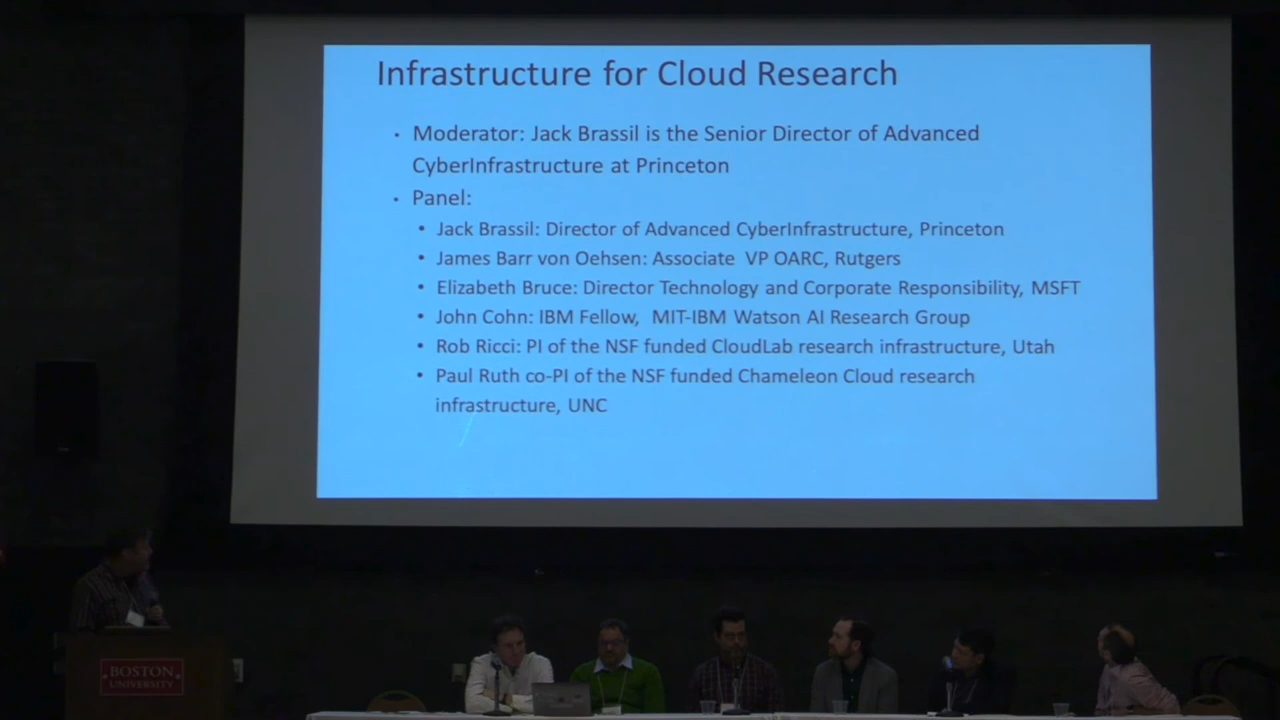 Infrastructure for Cloud Research
• Moderator: Jack Brassil is the Senior Director of Advanced
CyberInfrastructure at Princeton
• Panel:
• Jack Brassil: Director of Advanced CyberInfrastructure, Princeton
• James Barr von Oehsen: Associate VP OARC, Rutgers
• Elizabeth Bruce: Director Technology and Corporate Responsibility, MSFT
• John Cohn: IBM Fellow, MIT-IBM Watson AI Research Group
• Rob Ricci: PI of the NSF funded CloudLab research infrastructure, Utah
• Paul Ruth co-PI of the NSF funded Chameleon Cloud research
infrastructure, UNC
BOSTON
UNIVERSITY